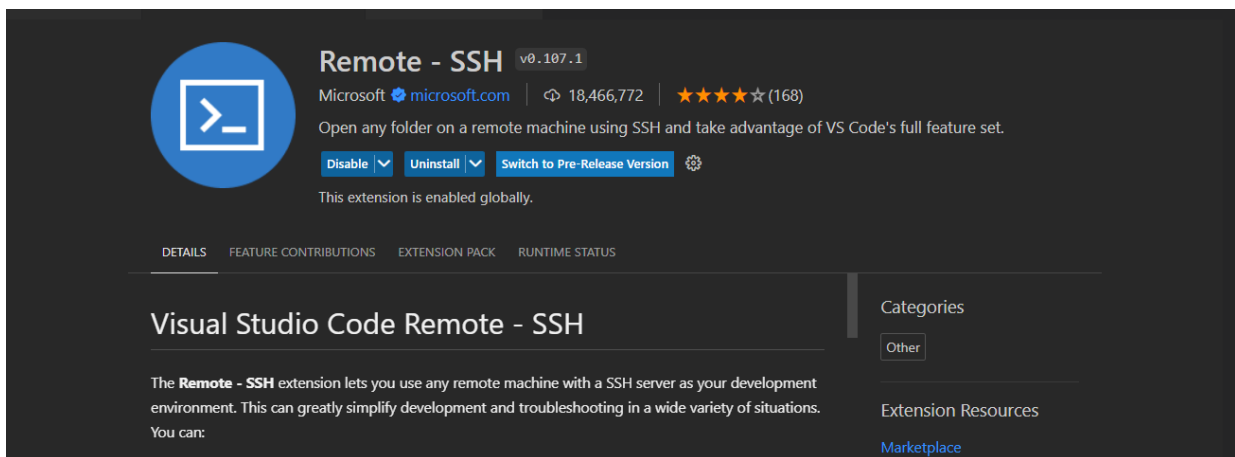 Remote - SSH v0.107.1
Microsoft microsoft.com 18,466,772 (168)
Open any folder on a remote machine using SSH and take advantage of VS Code's full feature set.
Disable Uninstall Switch to Pre-Release Version
This extension is enabled globally.
DETAILS FEATURE CONTRIBUTIONS EXTENSION PACK RUNTIME STATUS
Visual Studio Code Remote - SSH
The Remote - SSH extension lets you use any remote machine with a SSH server as your development
environment. This can greatly simplify development and troubleshooting in a wide variety of situations.
You can:
Categories
Other
Extension Resources
Marketplace